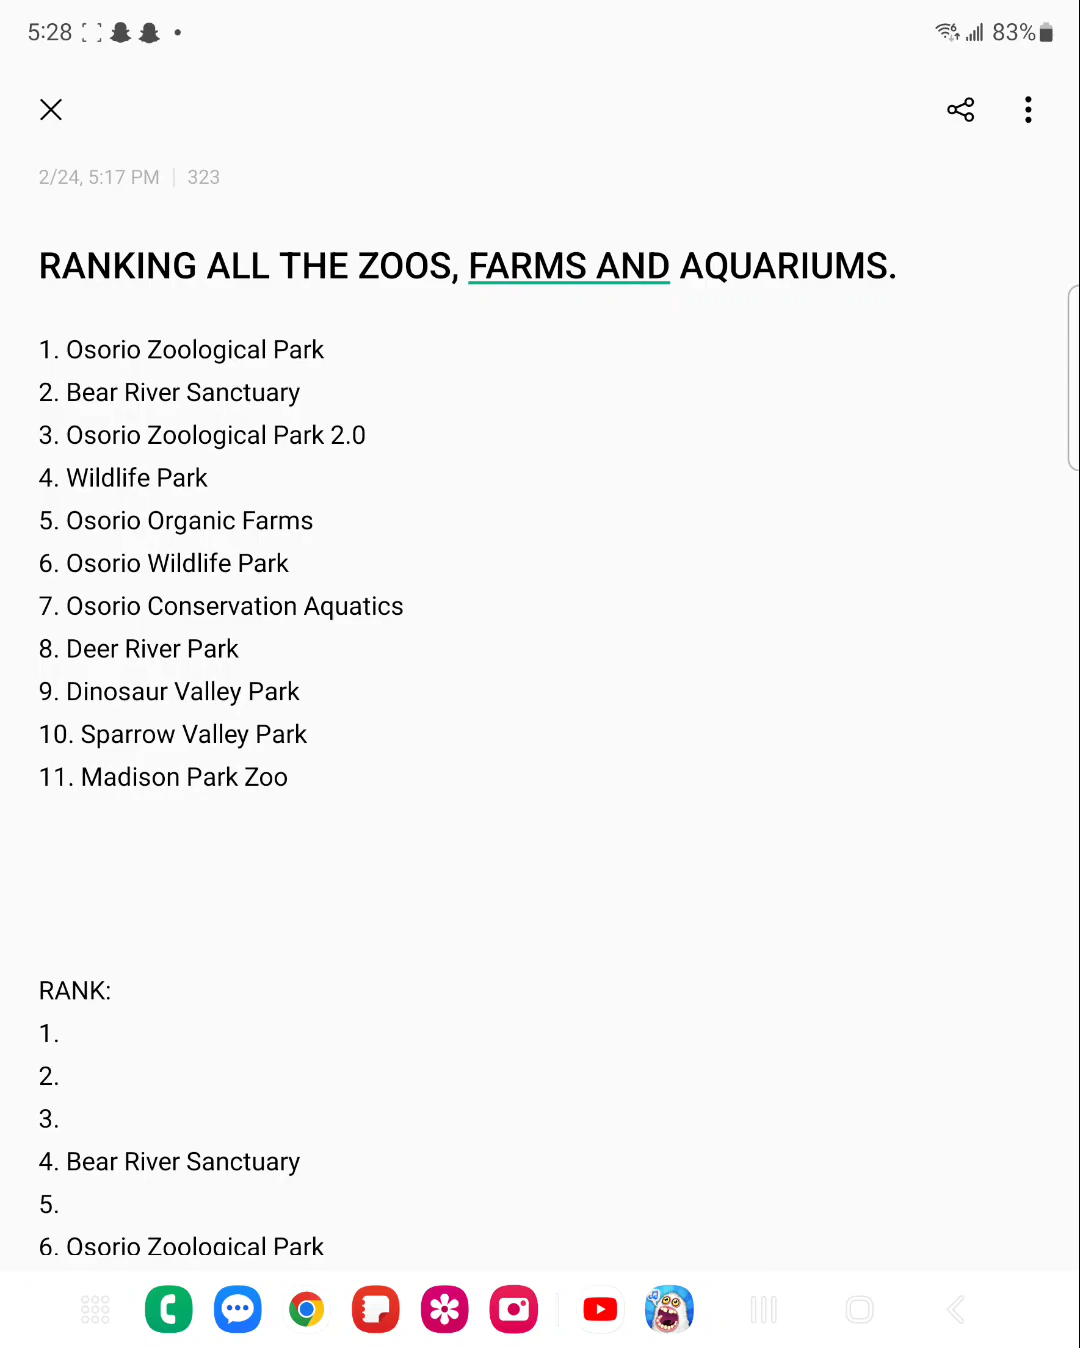 5:28
83%
2/24, 5:17 PM | 323
RANKING ALL THE ZOOS, FARMS AND AQUARIUMS.
1. Osorio Zoological Park
2. Bear River Sanctuary
3. Osorio Zoological Park 2.0
4. Wildlife Park
5. Osorio Organic Farms
6. Osorio Wildlife Park
7. Osorio Conservation Aquatics
8. Deer River Park
9. Dinosaur Valley Park
10. Sparrow Valley Park
11. Madison Park Zoo
RANK:
1.
2.
3.
4. Bear River Sanctuary
5.
6. Osorio Zoological Park